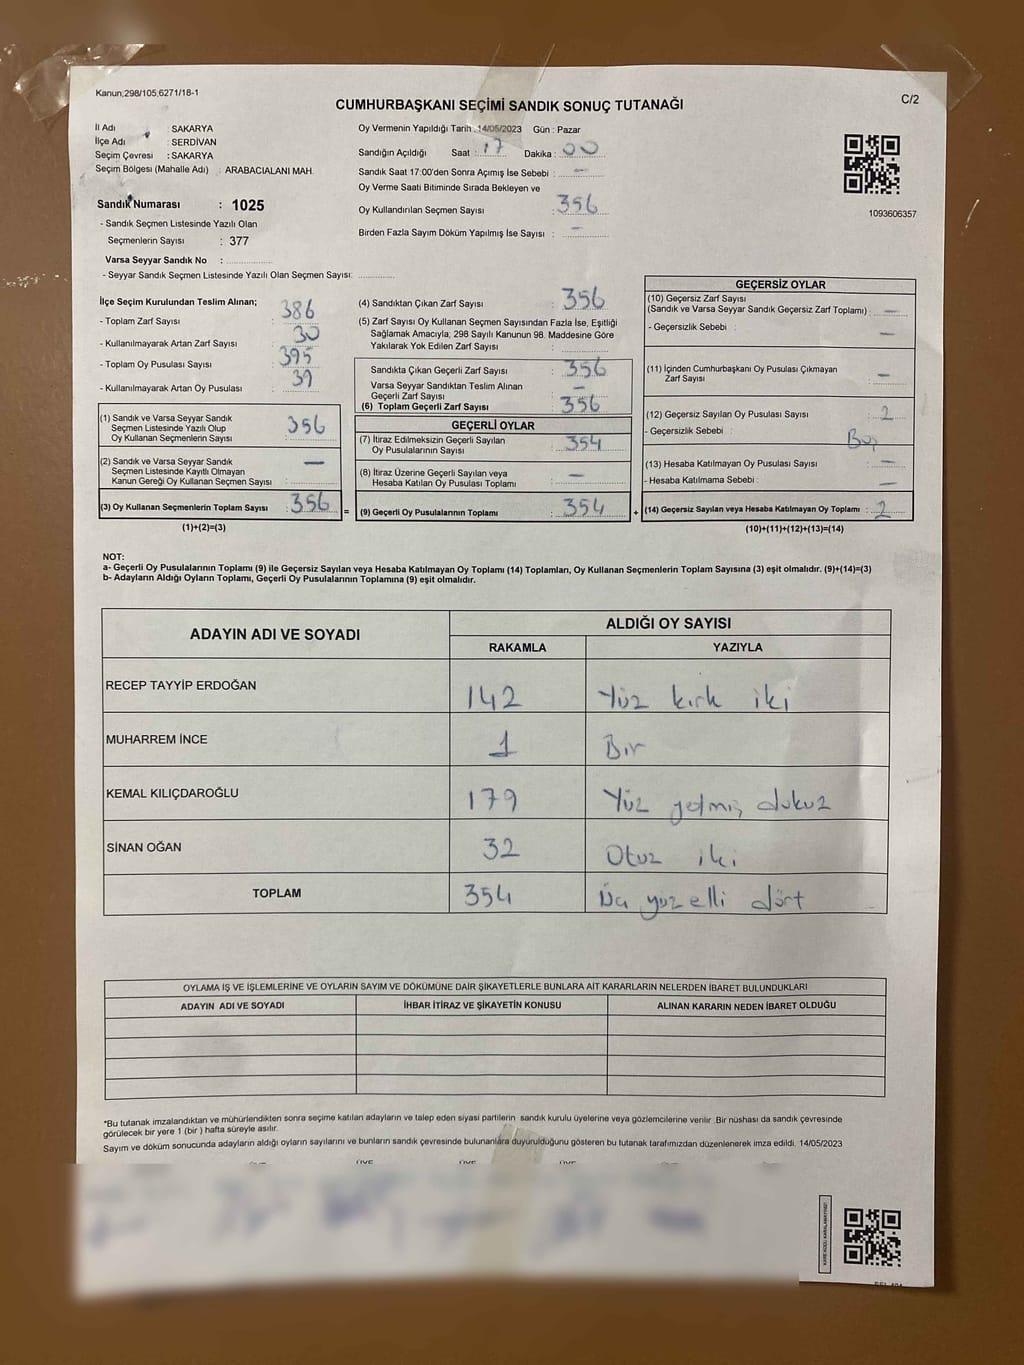 Kanun;298/105;6271/18-1
CUMHURBAŞKANI SEÇİMİ SANDIK SONUÇ TUTANAĞI
C/2
İl Adı : SAKARYA
İlçe Adı : SERDİVAN
Seçim Çevresi : SAKARYA
Seçim Bölgesi (Mahalle Adı) : ARABACIALANI MAH.
Sandık Numarası : 1025
- Sandık Seçmen Listesinde Yazılı Olan
Seçmenlerin Sayısı : 377
Varsa Seyyar Sandık No :
- Seyyar Sandık Seçmen Listesinde Yazılı Olan Seçmen Sayısı:
Oy Vermenin Yapıldığı Tarih : 14/05/2023 Gün : Pazar
Sandığın Açıldığı Saat : 17 Dakika : 00
Sandık Saat 17:00'den Sonra Açımış İse Sebebi : -
Oy Verme Saati Bitiminde Sırada Bekleyen ve
Oy Kullandırılan Seçmen Sayısı : 356
Birden Fazla Sayım Döküm Yapılmış İse Sayısı : -
1093606357
İlçe Seçim Kurulundan Teslim Alınan;
- Toplam Zarf Sayısı : 386
- Kullanılmayarak Artan Zarf Sayısı : 30
- Toplam Oy Pusulası Sayısı : 395
- Kullanılmayarak Artan Oy Pusulası : 39
(1) Sandık ve Varsa Seyyar Sandık
Seçmen Listesinde Yazılı Olup
Oy Kullanan Seçmenlerin Sayısı : 356
(2) Sandık ve Varsa Seyyar Sandık
Seçmen Listesinde Kayıtlı Olmayan
Kanun Gereği Oy Kullanan Seçmen Sayısı : -
(3) Oy Kullanan Seçmenlerin Toplam Sayısı : 356 =
(1)+(2)=(3)
(4) Sandıktan Çıkan Zarf Sayısı : 356
(5) Zarf Sayısı Oy Kullanan Seçmen Sayısından Fazla İse, Eşitliği
Sağlamak Amacıyla; 298 Sayılı Kanunun 98. Maddesine Göre
Yakılarak Yok Edilen Zarf Sayısı :
Sandıkta Çıkan Geçerli Zarf Sayısı : 356
Varsa Seyyar Sandıktan Teslim Alınan
Geçerli Zarf Sayısı : -
(6) Toplam Geçerli Zarf Sayısı : 356
GEÇERLİ OYLAR
(7) İtiraz Edilmeksizin Geçerli Sayılan
Oy Pusulalarının Sayısı : 354
(8) İtiraz Üzerine Geçerli Sayılan veya
Hesaba Katılan Oy Pusulası Toplamı : -
(9) Geçerli Oy Pusulalarının Toplamı : 354 +
GEÇERSİZ OYLAR
(10) Geçersiz Zarf Sayısı
(Sandık ve Varsa Seyyar Sandık Geçersiz Zarf Toplamı) : -
- Geçersizlik Sebebi : -
(11) İçinden Cumhurbaşkanı Oy Pusulası Çıkmayan
Zarf Sayısı : -
(12) Geçersiz Sayılan Oy Pusulası Sayısı : 2
- Geçersizlik Sebebi : Boş
(13) Hesaba Katılmayan Oy Pusulası Sayısı : -
- Hesaba Katılmama Sebebi : -
(14) Geçersiz Sayılan veya Hesaba Katılmayan Oy Toplamı : 2
(10)+(11)+(12)+(13)=(14)
NOT:
a- Geçerli Oy Pusulalarının Toplamı (9) ile Geçersiz Sayılan veya Hesaba Katılmayan Oy Toplamı (14) Toplamları, Oy Kullanan Seçmenlerin Toplam Sayısına (3) eşit olmalıdır. (9)+(14)=(3)
b- Adayların Aldığı Oyların Toplamı, Geçerli Oy Pusulalarının Toplamına (9) eşit olmalıdır.
ADAYIN ADI VE SOYADI
ALDIĞI OY SAYISI
RAKAMLA YAZIYLA
RECEP TAYYİP ERDOĞAN 142 Yüz kırk iki
MUHARREM İNCE 1 Bir
KEMAL KILIÇDAROĞLU 179 Yüz yetmiş dokuz
SİNAN OĞAN 32 Otuz iki
TOPLAM 354 Üç yüz elli dört
OYLAMA İŞ VE İŞLEMLERİNE VE OYLARIN SAYIM VE DÖKÜMÜNE DAİR ŞİKAYETLERLE BUNLARA AİT KARARLARIN NELERDEN İBARET BULUNDUKLARI
ADAYIN ADI VE SOYADI İHBAR İTİRAZ VE ŞİKAYETİN KONUSU ALINAN KARARIN NEDEN İBARET OLDUĞU
*Bu tutanak imzalandıktan ve mühürlendikten sonra seçime katılan adayların ve talep eden siyasi partilerin sandık kurulu üyelerine veya gözlemcilerine verilir. Bir nüshası da sandık çevresinde
görülecek bir yere 1 (bir ) hafta süreyle asılır.
Sayım ve döküm sonucunda adayların aldığı oyların sayılarını ve bunların sandık çevresinde bulunanlara duyurulduğunu gösteren bu tutanak tarafımızdan düzenlenerek imza edildi. 14/05/2023